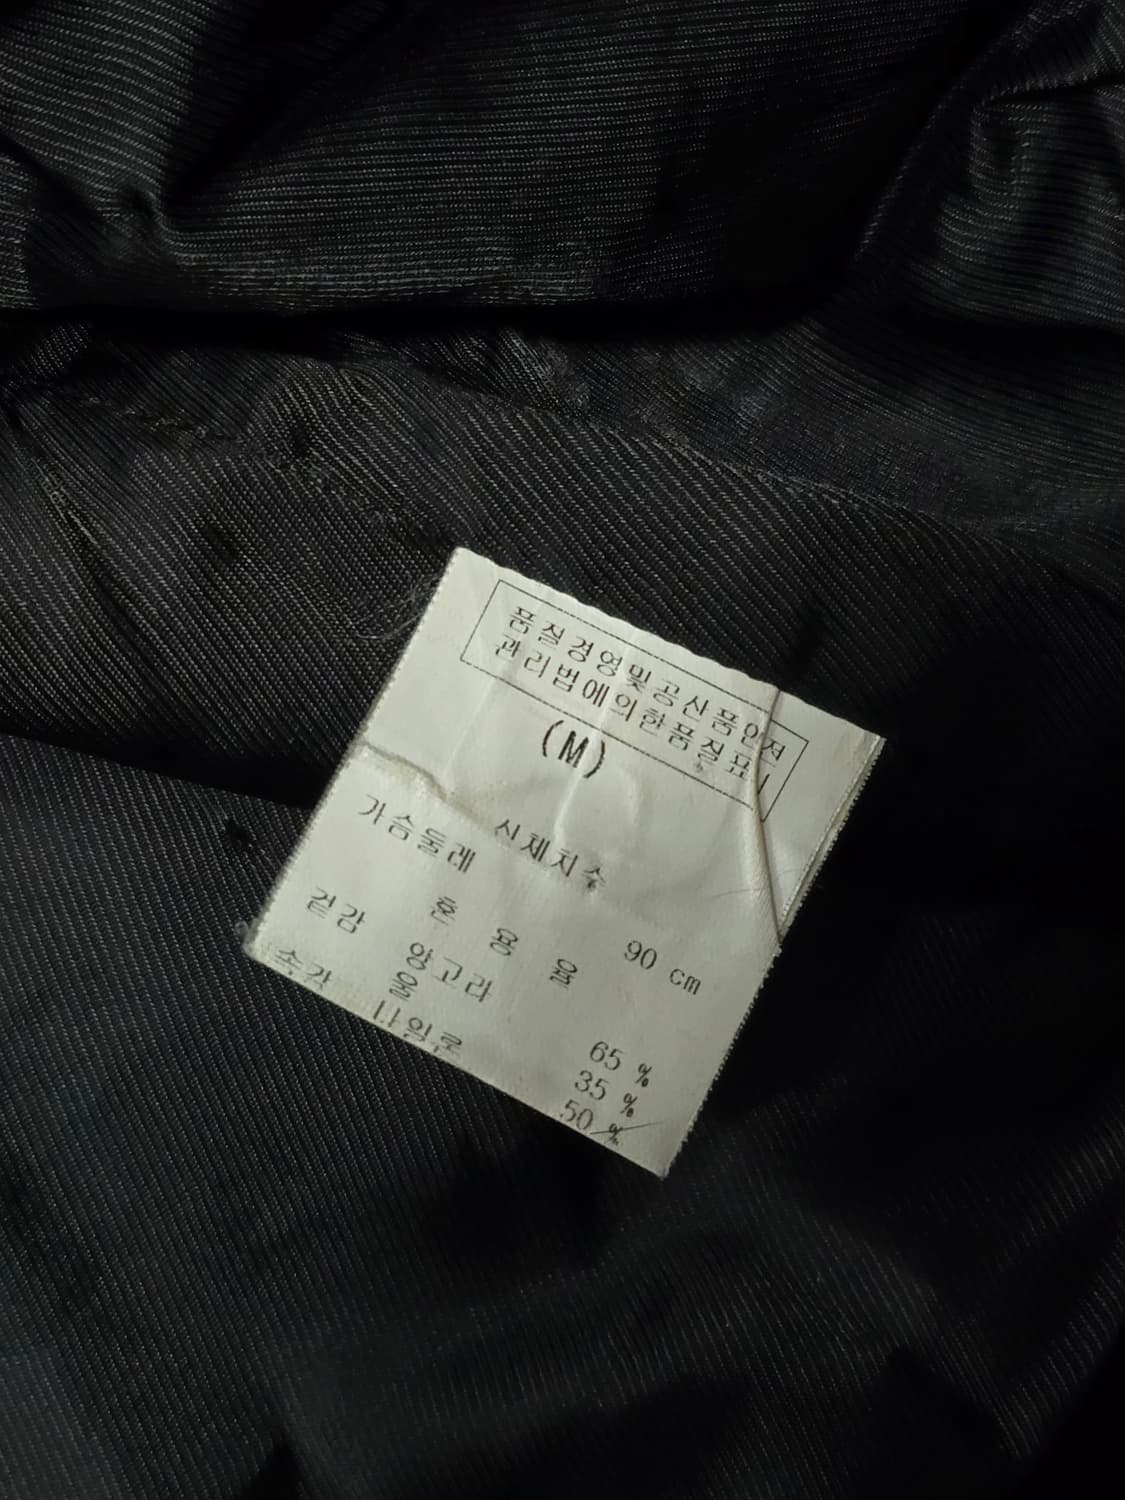 품질경영및공산품안전
관리법에의한품질표시
(M)
신체치수
가슴둘레 90 cm
혼 용 율
겉감 앙고라 65 %
울 35 %
속감 나일론 50 %